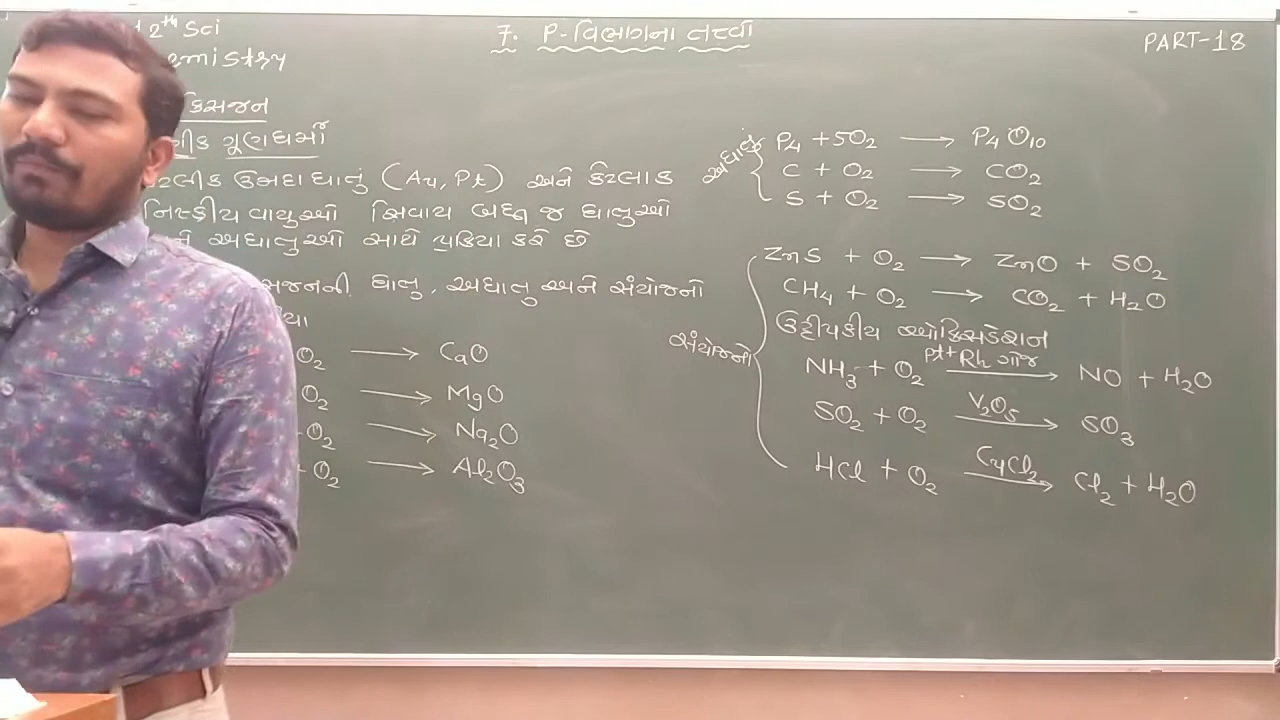 12th Sci
7. P-વિભાગના તત્ત્વો
PART-18
ગુણધર્મો
ઉમદા ધાતું (Au, Pt) અને કેટલાક
નિષ્ક્રીય વાયુઓ સિવાય બધ્ધ જ ધાતુઓ
અધાતુઓ સાથે પ્રક્રિયા કરે છે
ધાતુ, અધાતુ અને સંયોજનો
O2 ⟶ CaO
O2 ⟶ MgO
+O2 ⟶ Na2O
+O2 ⟶ Al2O3
અધાતુ
P4 + 5O2 ⟶ P4O10
C + O2 ⟶ CO2
S + O2 ⟶ SO2
સંયોજનો
ZnS + O2 ⟶ ZnO + SO2
CH4 + O2 ⟶ CO2 + H2O
ઉદ્દીપકીય ઓક્સિડેશન
NH3 + O2 Pt+Rh ગોજ ⟶ NO + H2O
SO2 + O2 V2O5 ⟶ SO3
HCl + O2 CuCl2 ⟶ Cl2 + H2O